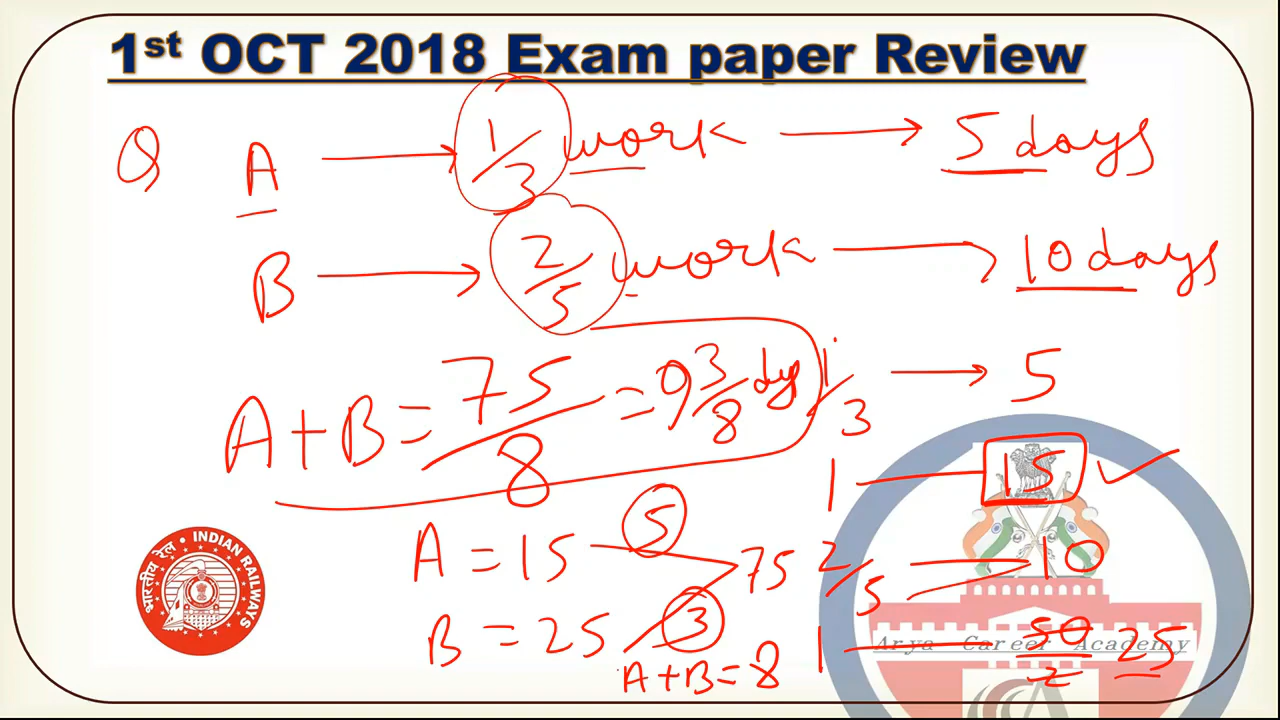 1st OCT 2018 Exam paper Review
Q A → 1/3 work → 5 days
B → 2/5 work → 10 days
A+B = 75/8 = 9 3/8 dy
1/3 → 5
1 — 15 ✓
A = 15 5 75
B = 25 3
A+B = 8
2/5 — 10
1 — 50/2 25
भारतीय रेल • INDIAN RAILWAYS
Arya Career Academy